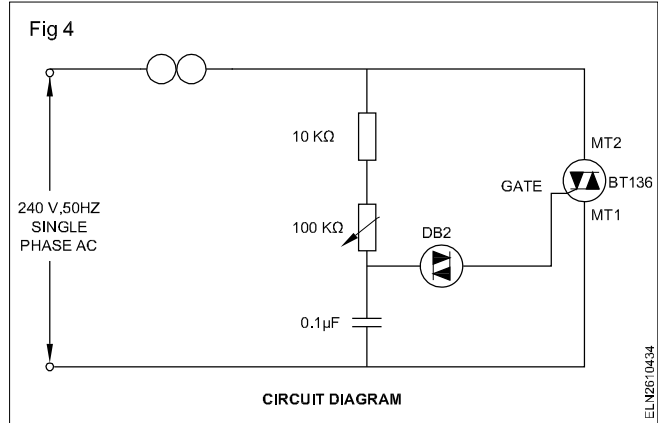 Fig 4
10 KΩ
MT2
GATE
BT136
MT1
240 V,50HZ
SINGLE
PHASE AC
100 KΩ
DB2
0.1µF
CIRCUIT DIAGRAM
ELN2610434